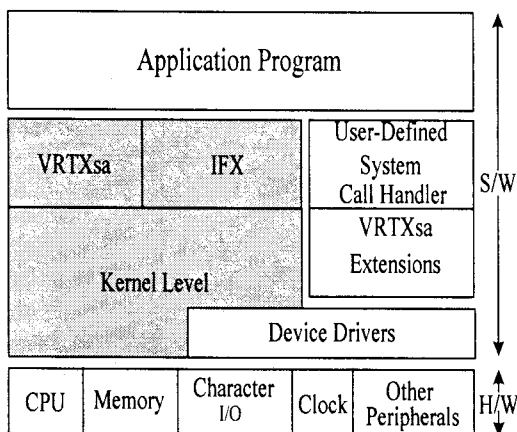 Application Program
VRTXsa
IFX
User-Defined
System
Call Handler
S/W
VRTXsa
Extensions
Kernel Level
Device Drivers
CPU
Memory
Character
I/O
Clock
Other
Peripherals
H/W